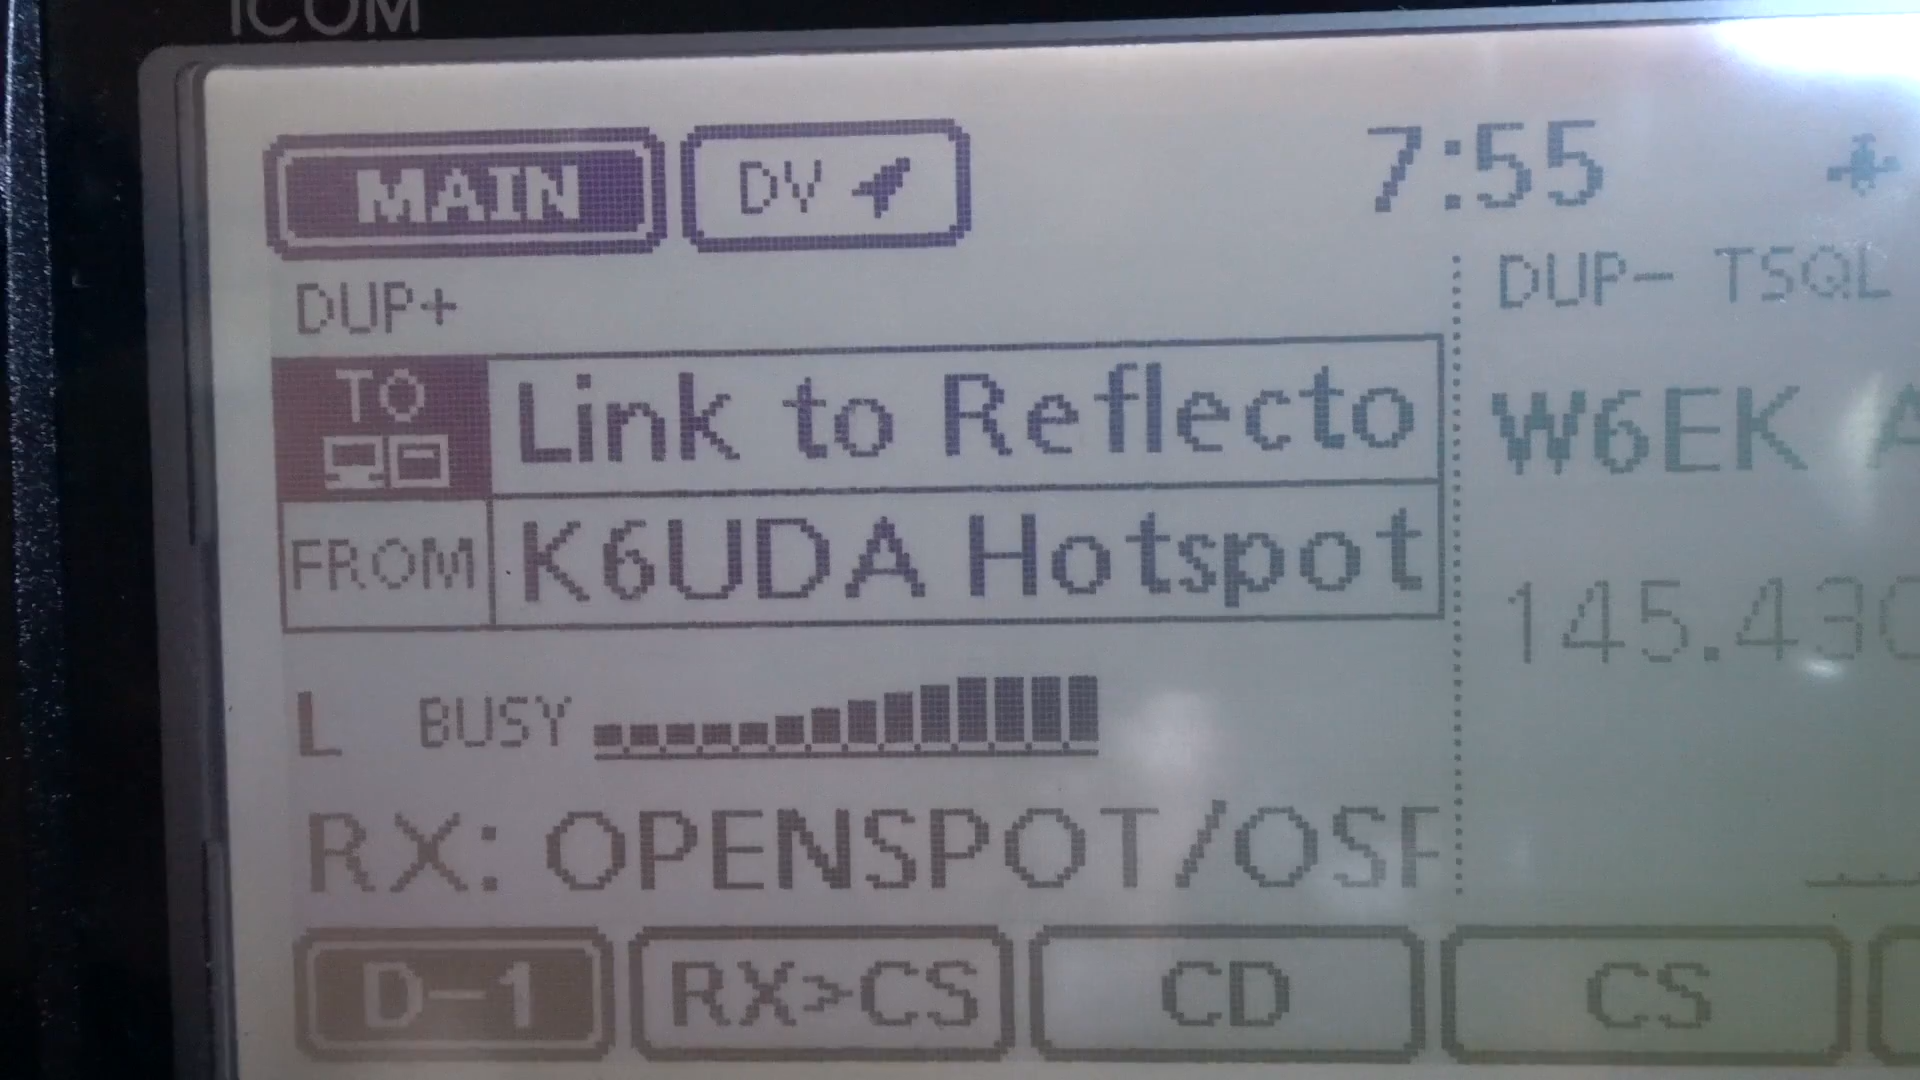 ICOM
MAIN DV 7:55
DUP+ DUP- TSQL
TO Link to Reflecto
W6EK
FROM K6UDA Hotspot
145.430
L BUSY
RX: OPENSPOT/OSF
D-1 RX>CS CD CS